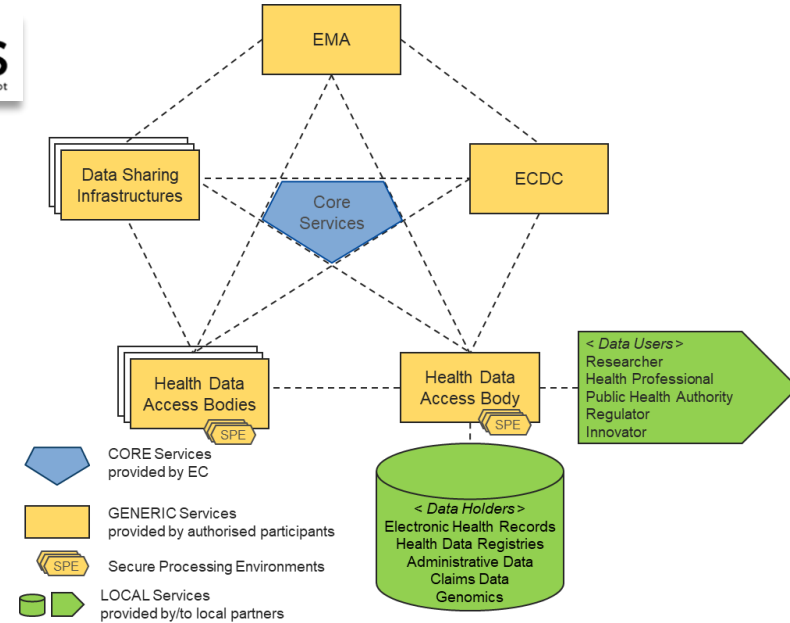 S
ot
EMA
Data Sharing
Infrastructures
ECDC
Core
Services
Health Data
Access Bodies
SPE
Health Data
Access Body
SPE
< Data Users>
Researcher
Health Professional
Public Health Authority
Regulator
Innovator
< Data Holders>
Electronic Health Records
Health Data Registries
Administrative Data
Claims Data
Genomics
CORE Services
provided by EC
GENERIC Services
provided by authorised participants
SPE
Secure Processing Environments
LOCAL Services
provided by/to local partners